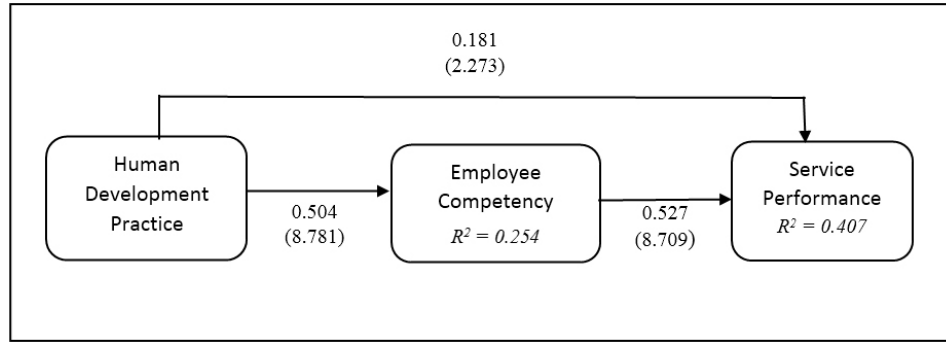 0.181
(2.273)
Human
Development
Practice
0.504
(8.781)
Employee
Competency
R² = 0.254
0.527
(8.709)
Service
Performance
R² = 0.407